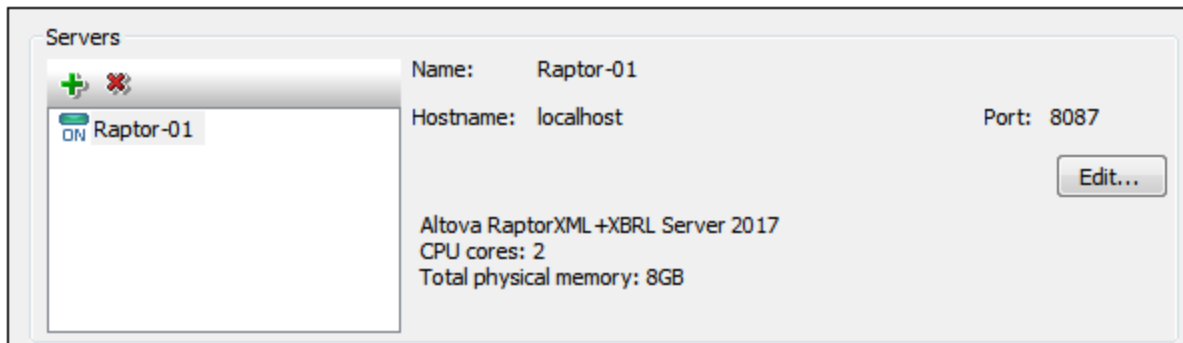 Servers
Name: Raptor-01
ON Raptor-01
Hostname: localhost Port: 8087
Edit...
Altova RaptorXML+XBRL Server 2017
CPU cores: 2
Total physical memory: 8GB